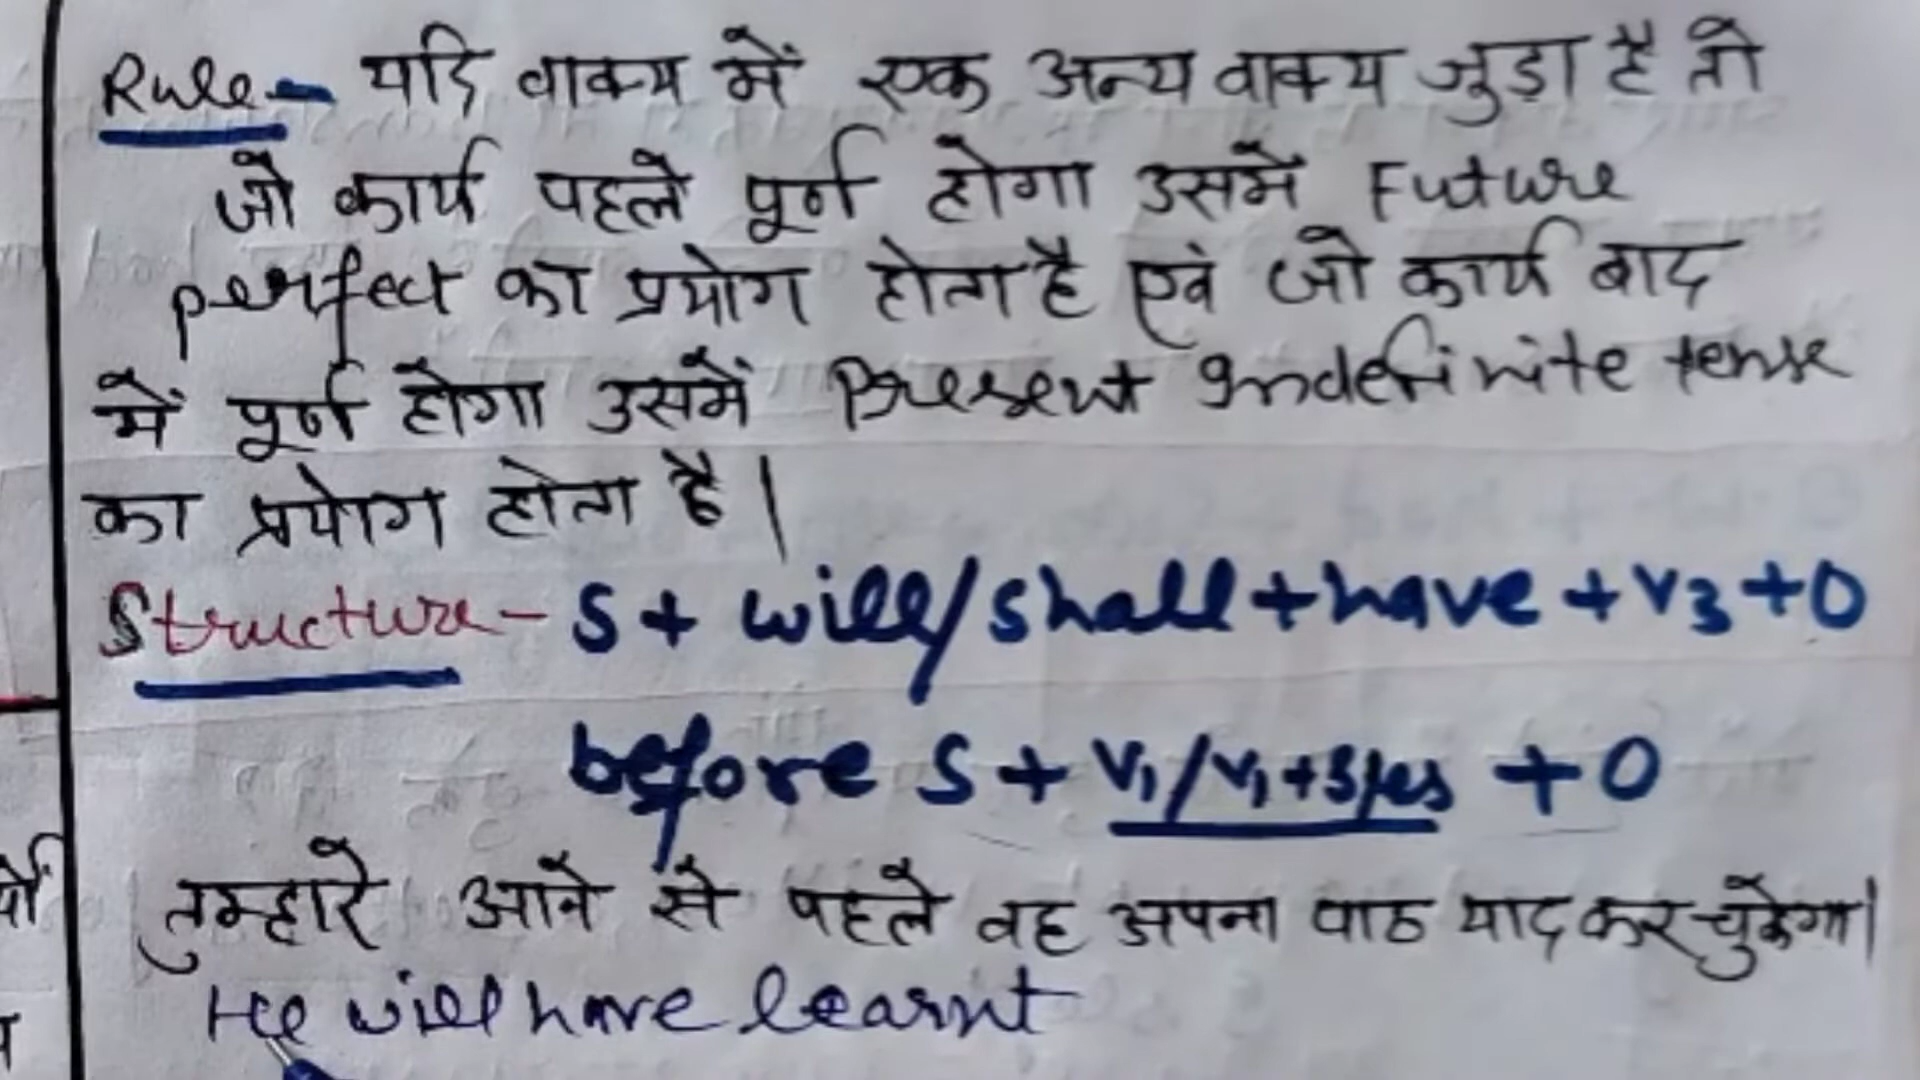 Rule - यदि वाक्य में एक अन्य वाक्य जुड़ा है तो
जो कार्य पहले पूर्ण होगा उसमें Future
perfect का प्रयोग होता है एवं जो कार्य बाद
में पूर्ण होगा उसमें Present Indefinite tense
का प्रयोग होता है।
Structure - S + will/shall + have + V3 + O
before S + V1/V1+s/es + O
तुम्हारे आने से पहले वह अपना पाठ याद कर चुकेगा।
He will have learnt